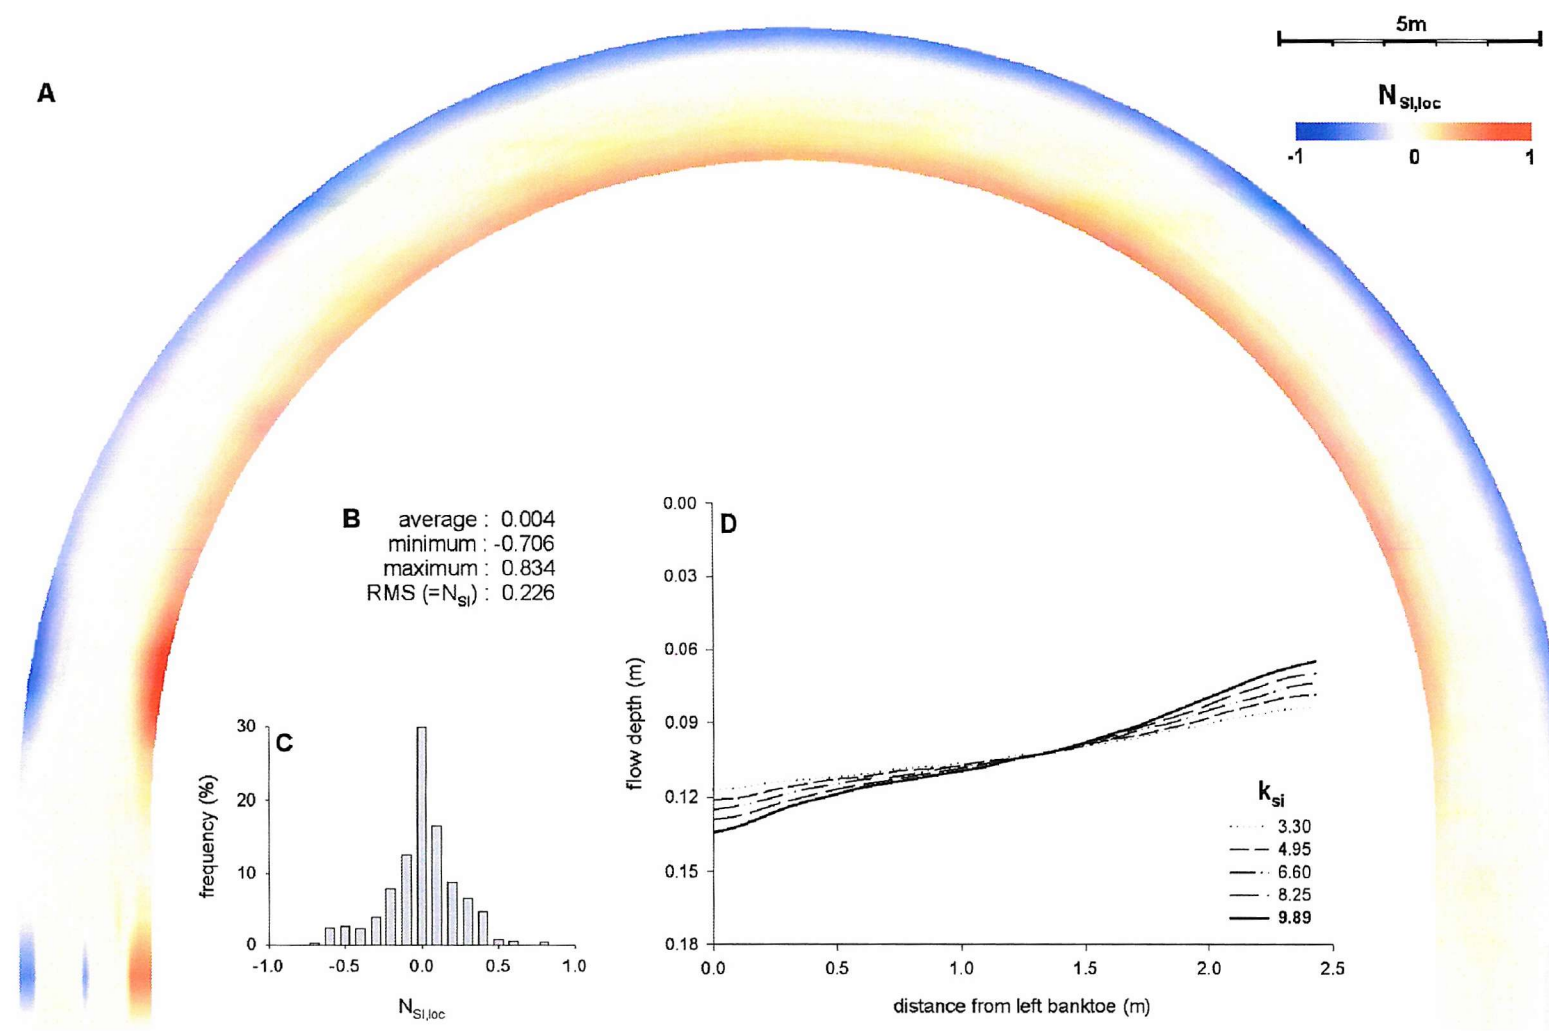 5m
A
N_SI,loc
-1 0 1
B
average : 0.004
minimum : -0.706
maximum : 0.834
RMS (=N_SI) : 0.226
C
30
20
10
0
frequency (%)
-1.0 -0.5 0.0 0.5 1.0
N_SI,loc
D
0.00
0.03
0.06
0.09
0.12
0.15
0.18
flow depth (m)
k_si
3.30
4.95
6.60
8.25
9.89
0.0 0.5 1.0 1.5 2.0 2.5
distance from left banktoe (m)